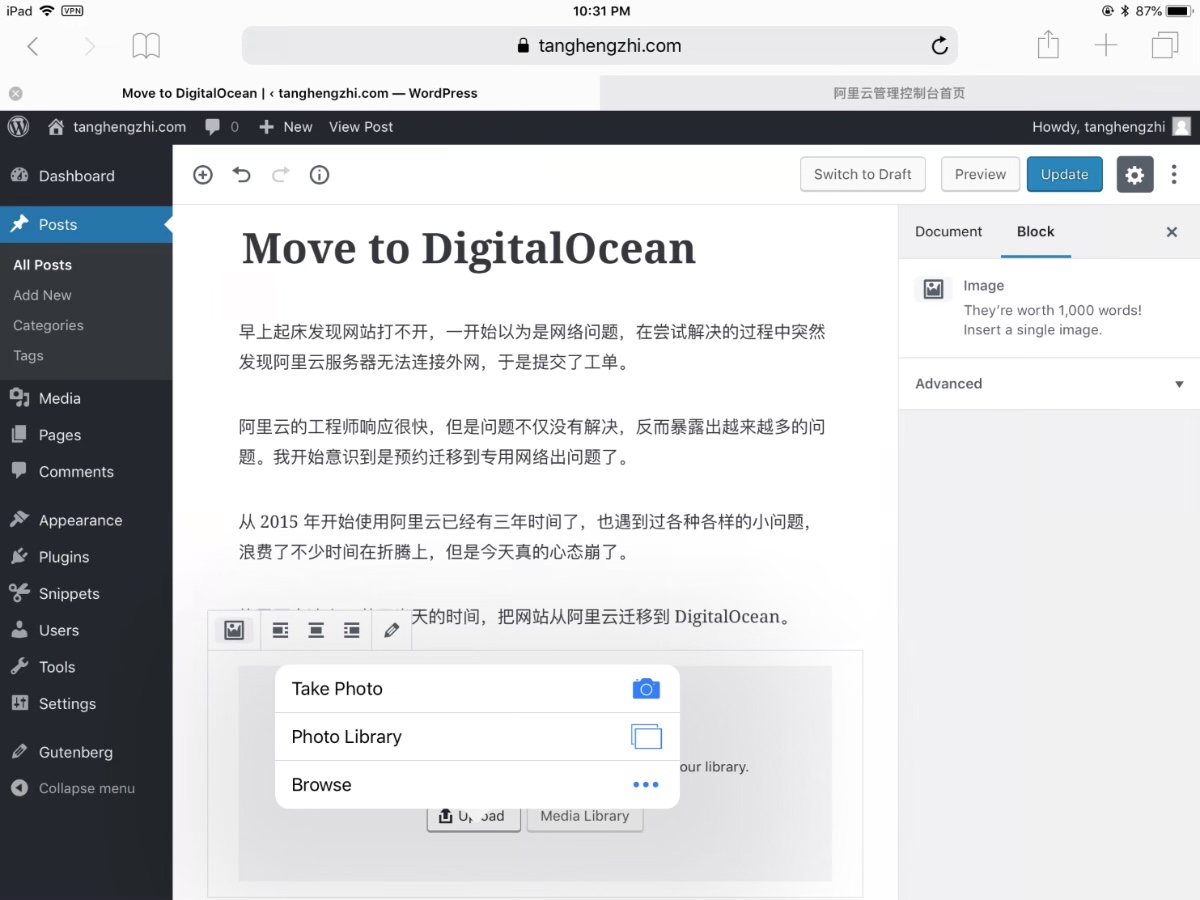 iPad VPN 10:31 PM 87%
tanghengzhi.com
Move to DigitalOcean | ‹ tanghengzhi.com — WordPress
阿里云管理控制台首页
tanghengzhi.com 0 New View Post Howdy, tanghengzhi
Dashboard
Posts
All Posts
Add New
Categories
Tags
Media
Pages
Comments
Appearance
Plugins
Snippets
Users
Tools
Settings
Gutenberg
Collapse menu
Switch to Draft Preview Update
Move to DigitalOcean
早上起床发现网站打不开，一开始以为是网络问题，在尝试解决的过程中突然
发现阿里云服务器无法连接外网，于是提交了工单。
阿里云的工程师响应很快，但是问题不仅没有解决，反而暴露出越来越多的问
题。我开始意识到是预约迁移到专用网络出问题了。
从 2015 年开始使用阿里云已经有三年时间了，也遇到过各种各样的小问题，
浪费了不少时间在折腾上，但是今天真的心态崩了。
天的时间，把网站从阿里云迁移到 DigitalOcean。
Take Photo
Photo Library
Browse
our library.
Media Library
Document Block
Image
They’re worth 1,000 words!
Insert a single image.
Advanced